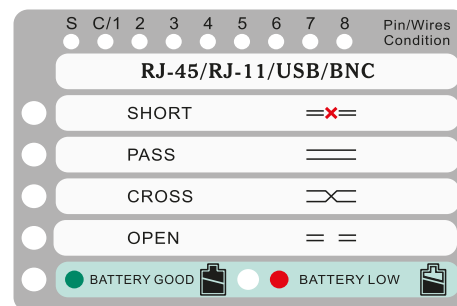 S C/1 2 3 4 5 6 7 8 Pin/Wires
Condition
RJ-45/RJ-11/USB/BNC
SHORT
PASS
CROSS
OPEN
BATTERY GOOD BATTERY LOW